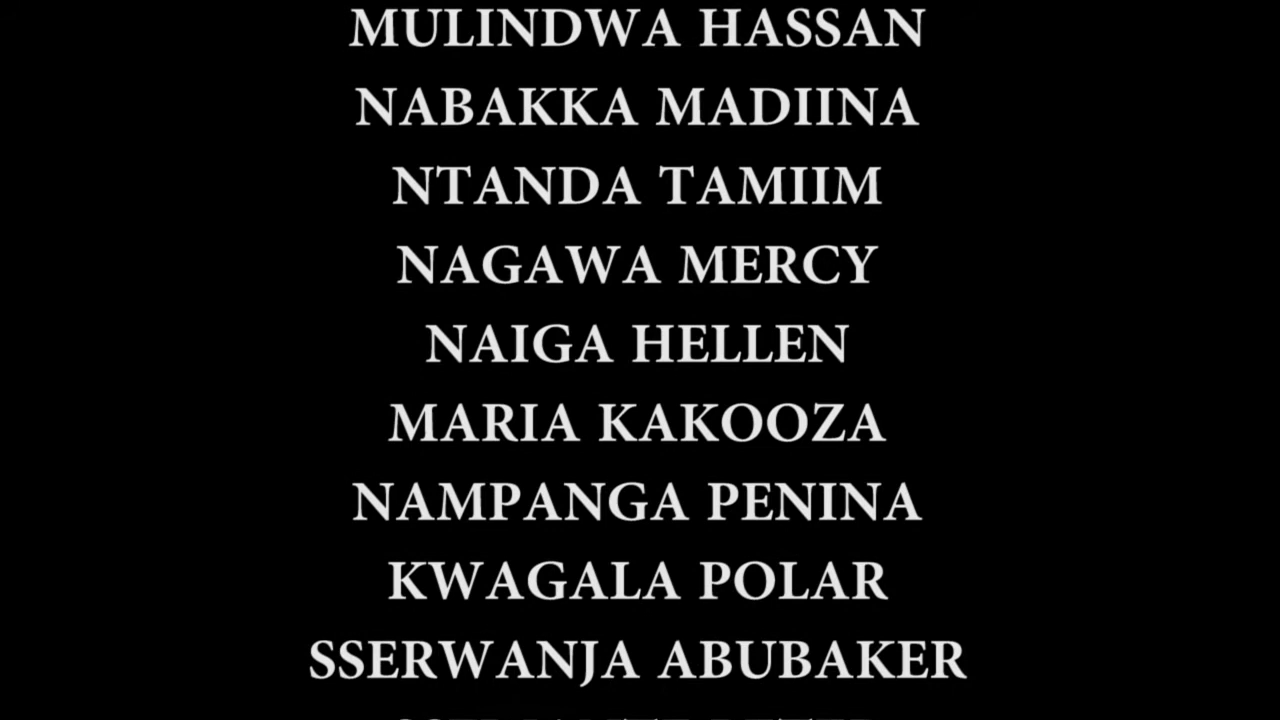 MULINDWA HASSAN
NABAKKA MADIINA
NTANDA TAMIIM
NAGAWA MERCY
NAIGA HELLEN
MARIA KAKOOZA
NAMPANGA PENINA
KWAGALA POLAR
SSERWANJA ABUBAKER